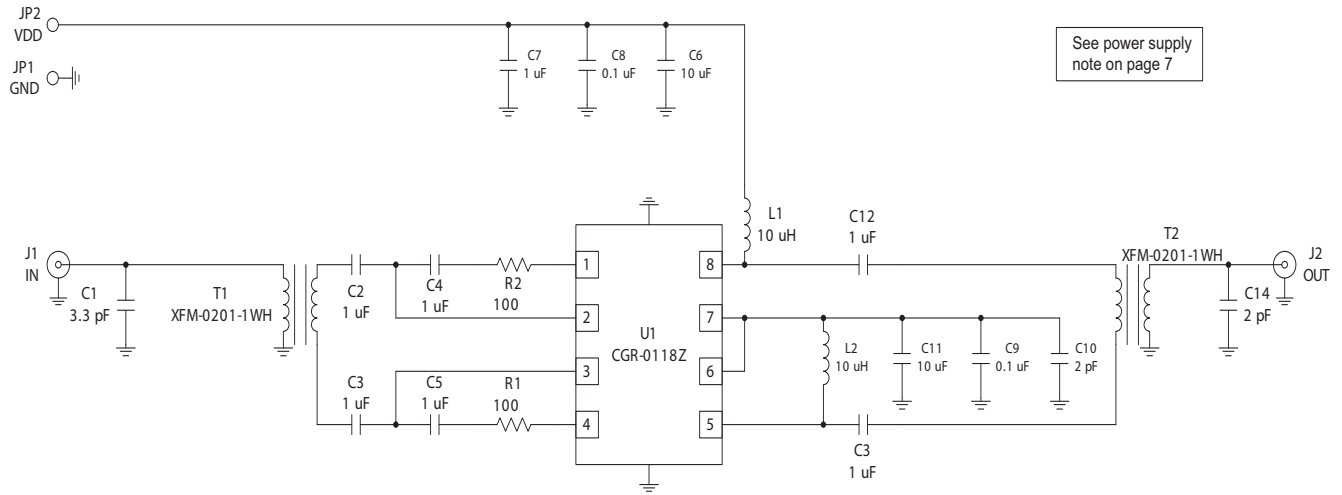 JP2
VDD
JP1
GND
C7
1 uF
C8
0.1 uF
C6
10 uF
See power supply
note on page 7
L1
10 uH
C12
1 uF
J1
IN
C1
3.3 pF
T1
XFM-0201-1WH
C2
1 uF
C4
1 uF
R2
100
C3
1 uF
C5
1 uF
R1
100
1
2
3
4
U1
CGR-0118Z
8
7
6
5
L2
10 uH
C11
10 uF
C9
0.1 uF
C10
2 pF
C3
1 uF
T2
XFM-0201-1WH
C14
2 pF
J2
OUT